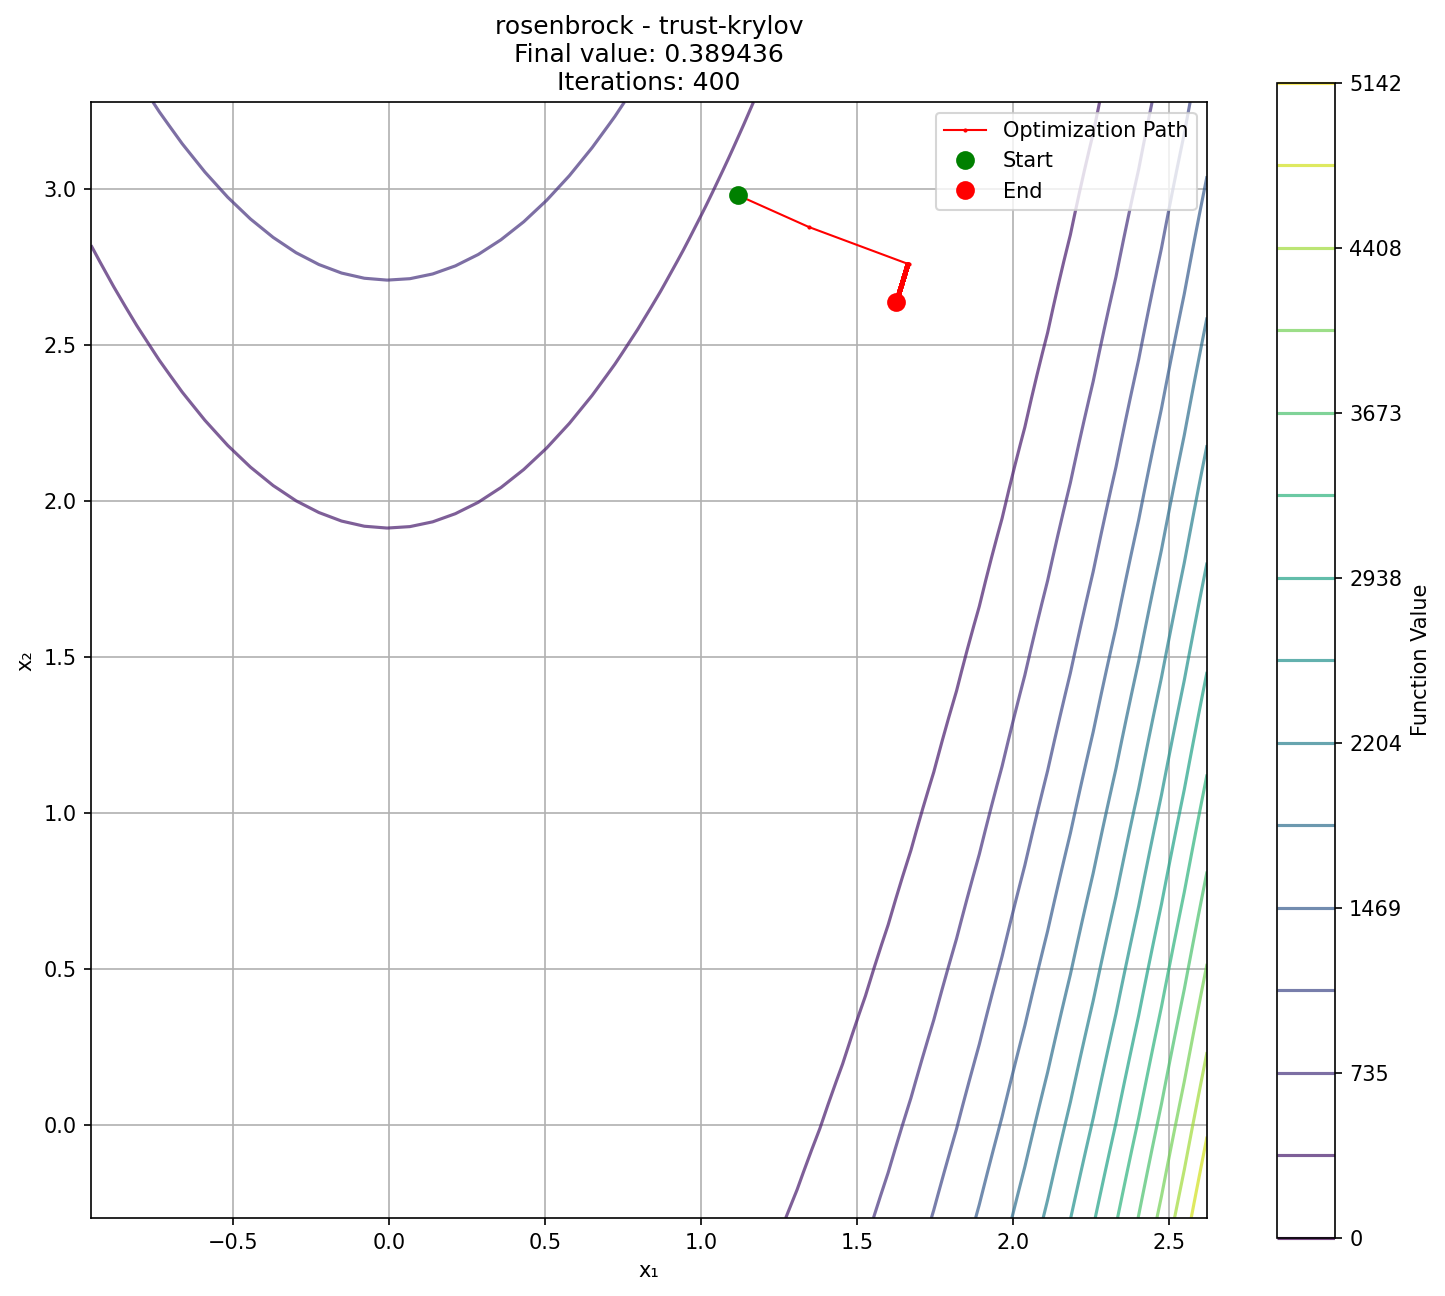 rosenbrock - trust-krylov
Final value: 0.389436
Iterations: 400
Optimization Path
Start
End
3.0
2.5
2.0
1.5
1.0
0.5
0.0
x₂
−0.5
0.0
0.5
1.0
1.5
2.0
2.5
x₁
5142
4408
3673
2938
2204
1469
735
0
Function Value